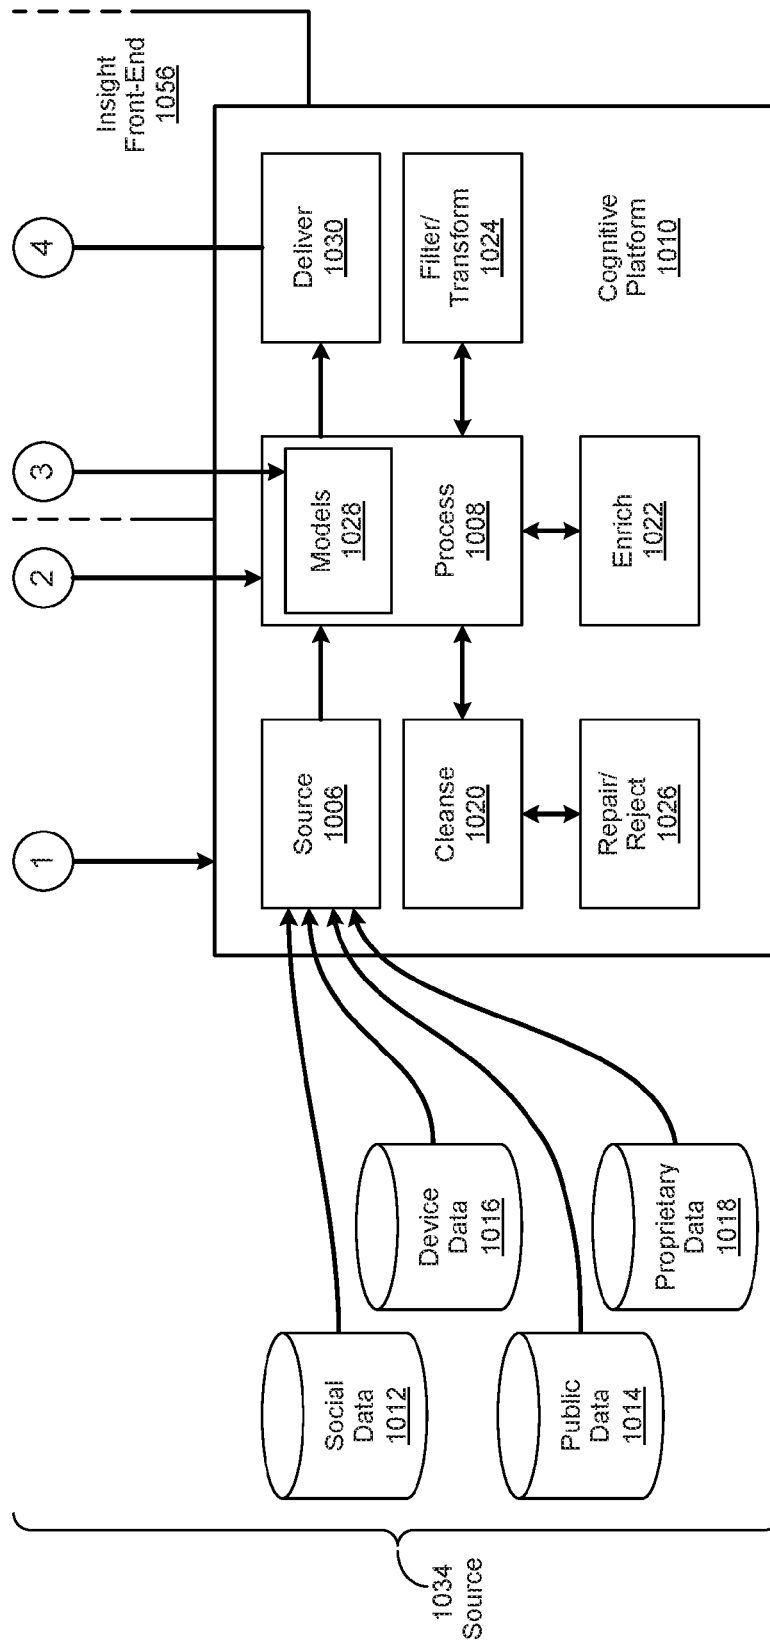 1
2
3
4
Insight
Front-End
1056
Source
1006
Models
1028
Process
1008
Deliver
1030
Cleanse
1020
Filter/
Transform
1024
Repair/
Reject
1026
Enrich
1022
Cognitive
Platform
1010
Social
Data
1012
Device
Data
1016
Public
Data
1014
Proprietary
Data
1018
1034
Source